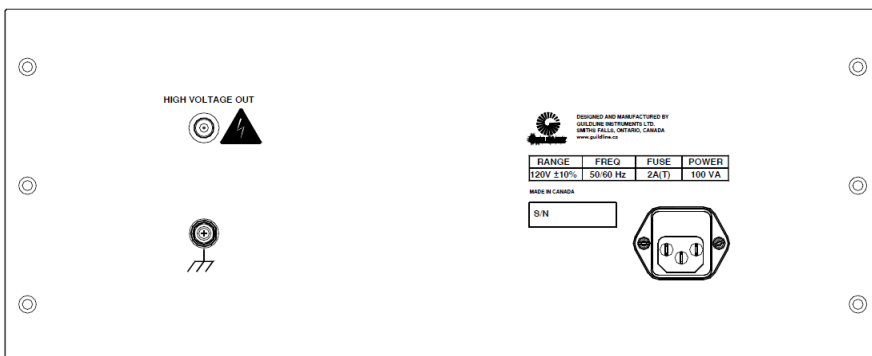 HIGH VOLTAGE OUT
DESIGNED AND MANUFACTURED BY
GUILDLINE INSTRUMENTS LTD.
SMITHS FALLS, ONTARIO, CANADA
www.guildline.ca
RANGE FREQ FUSE POWER
120V ±10% 50/60 Hz 2A(T) 100 VA
MADE IN CANADA
S/N